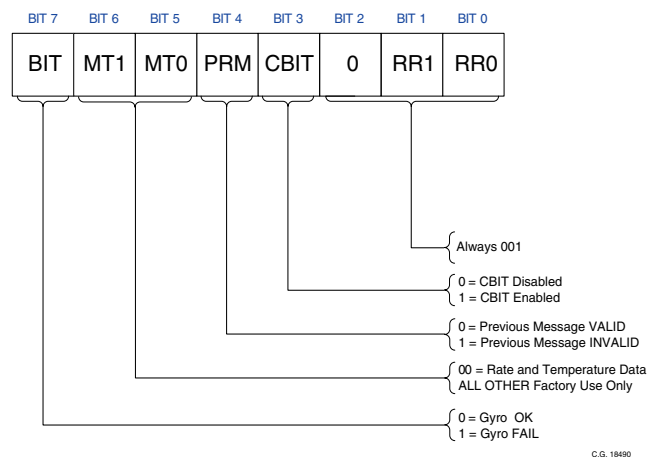 BIT 7 BIT 6 BIT 5 BIT 4 BIT 3 BIT 2 BIT 1 BIT 0
BIT MT1 MT0 PRM CBIT 0 RR1 RR0
Always 001
0 = CBIT Disabled
1 = CBIT Enabled
0 = Previous Message VALID
1 = Previous Message INVALID
00 = Rate and Temperature Data
ALL OTHER Factory Use Only
0 = Gyro OK
1 = Gyro FAIL
C.G. 18490